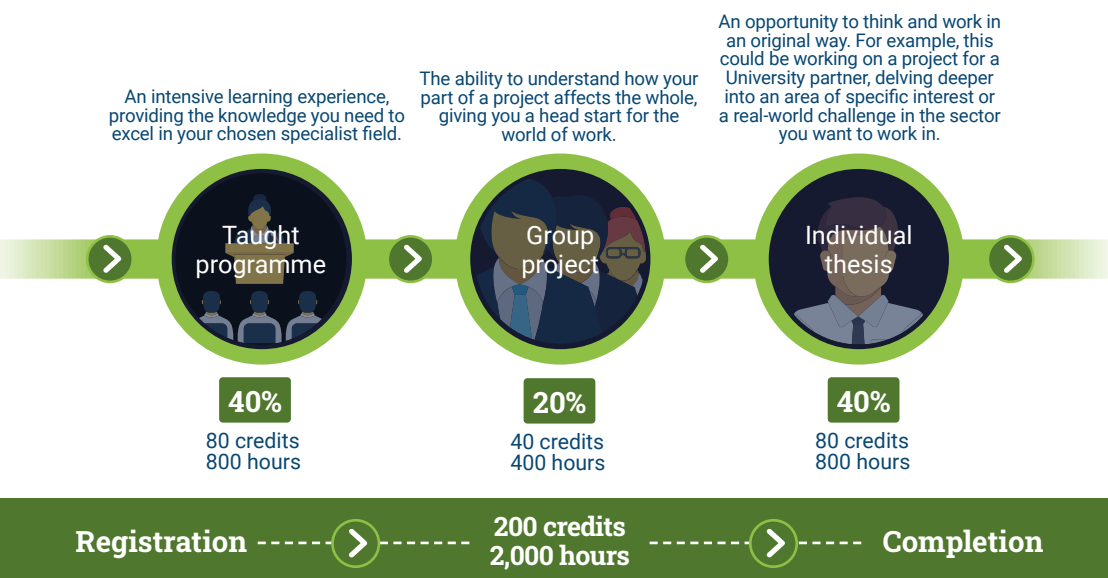 An intensive learning experience,
providing the knowledge you need to
excel in your chosen specialist field.
The ability to understand how your
part of a project affects the whole,
giving you a head start for the
world of work.
An opportunity to think and work in
an original way. For example, this
could be working on a project for a
University partner, delving deeper
into an area of specific interest or
a real-world challenge in the sector
you want to work in.
Taught
programme
Group
project
Individual
thesis
40%
80 credits
800 hours
20%
40 credits
400 hours
40%
80 credits
800 hours
Registration
200 credits
2,000 hours
Completion